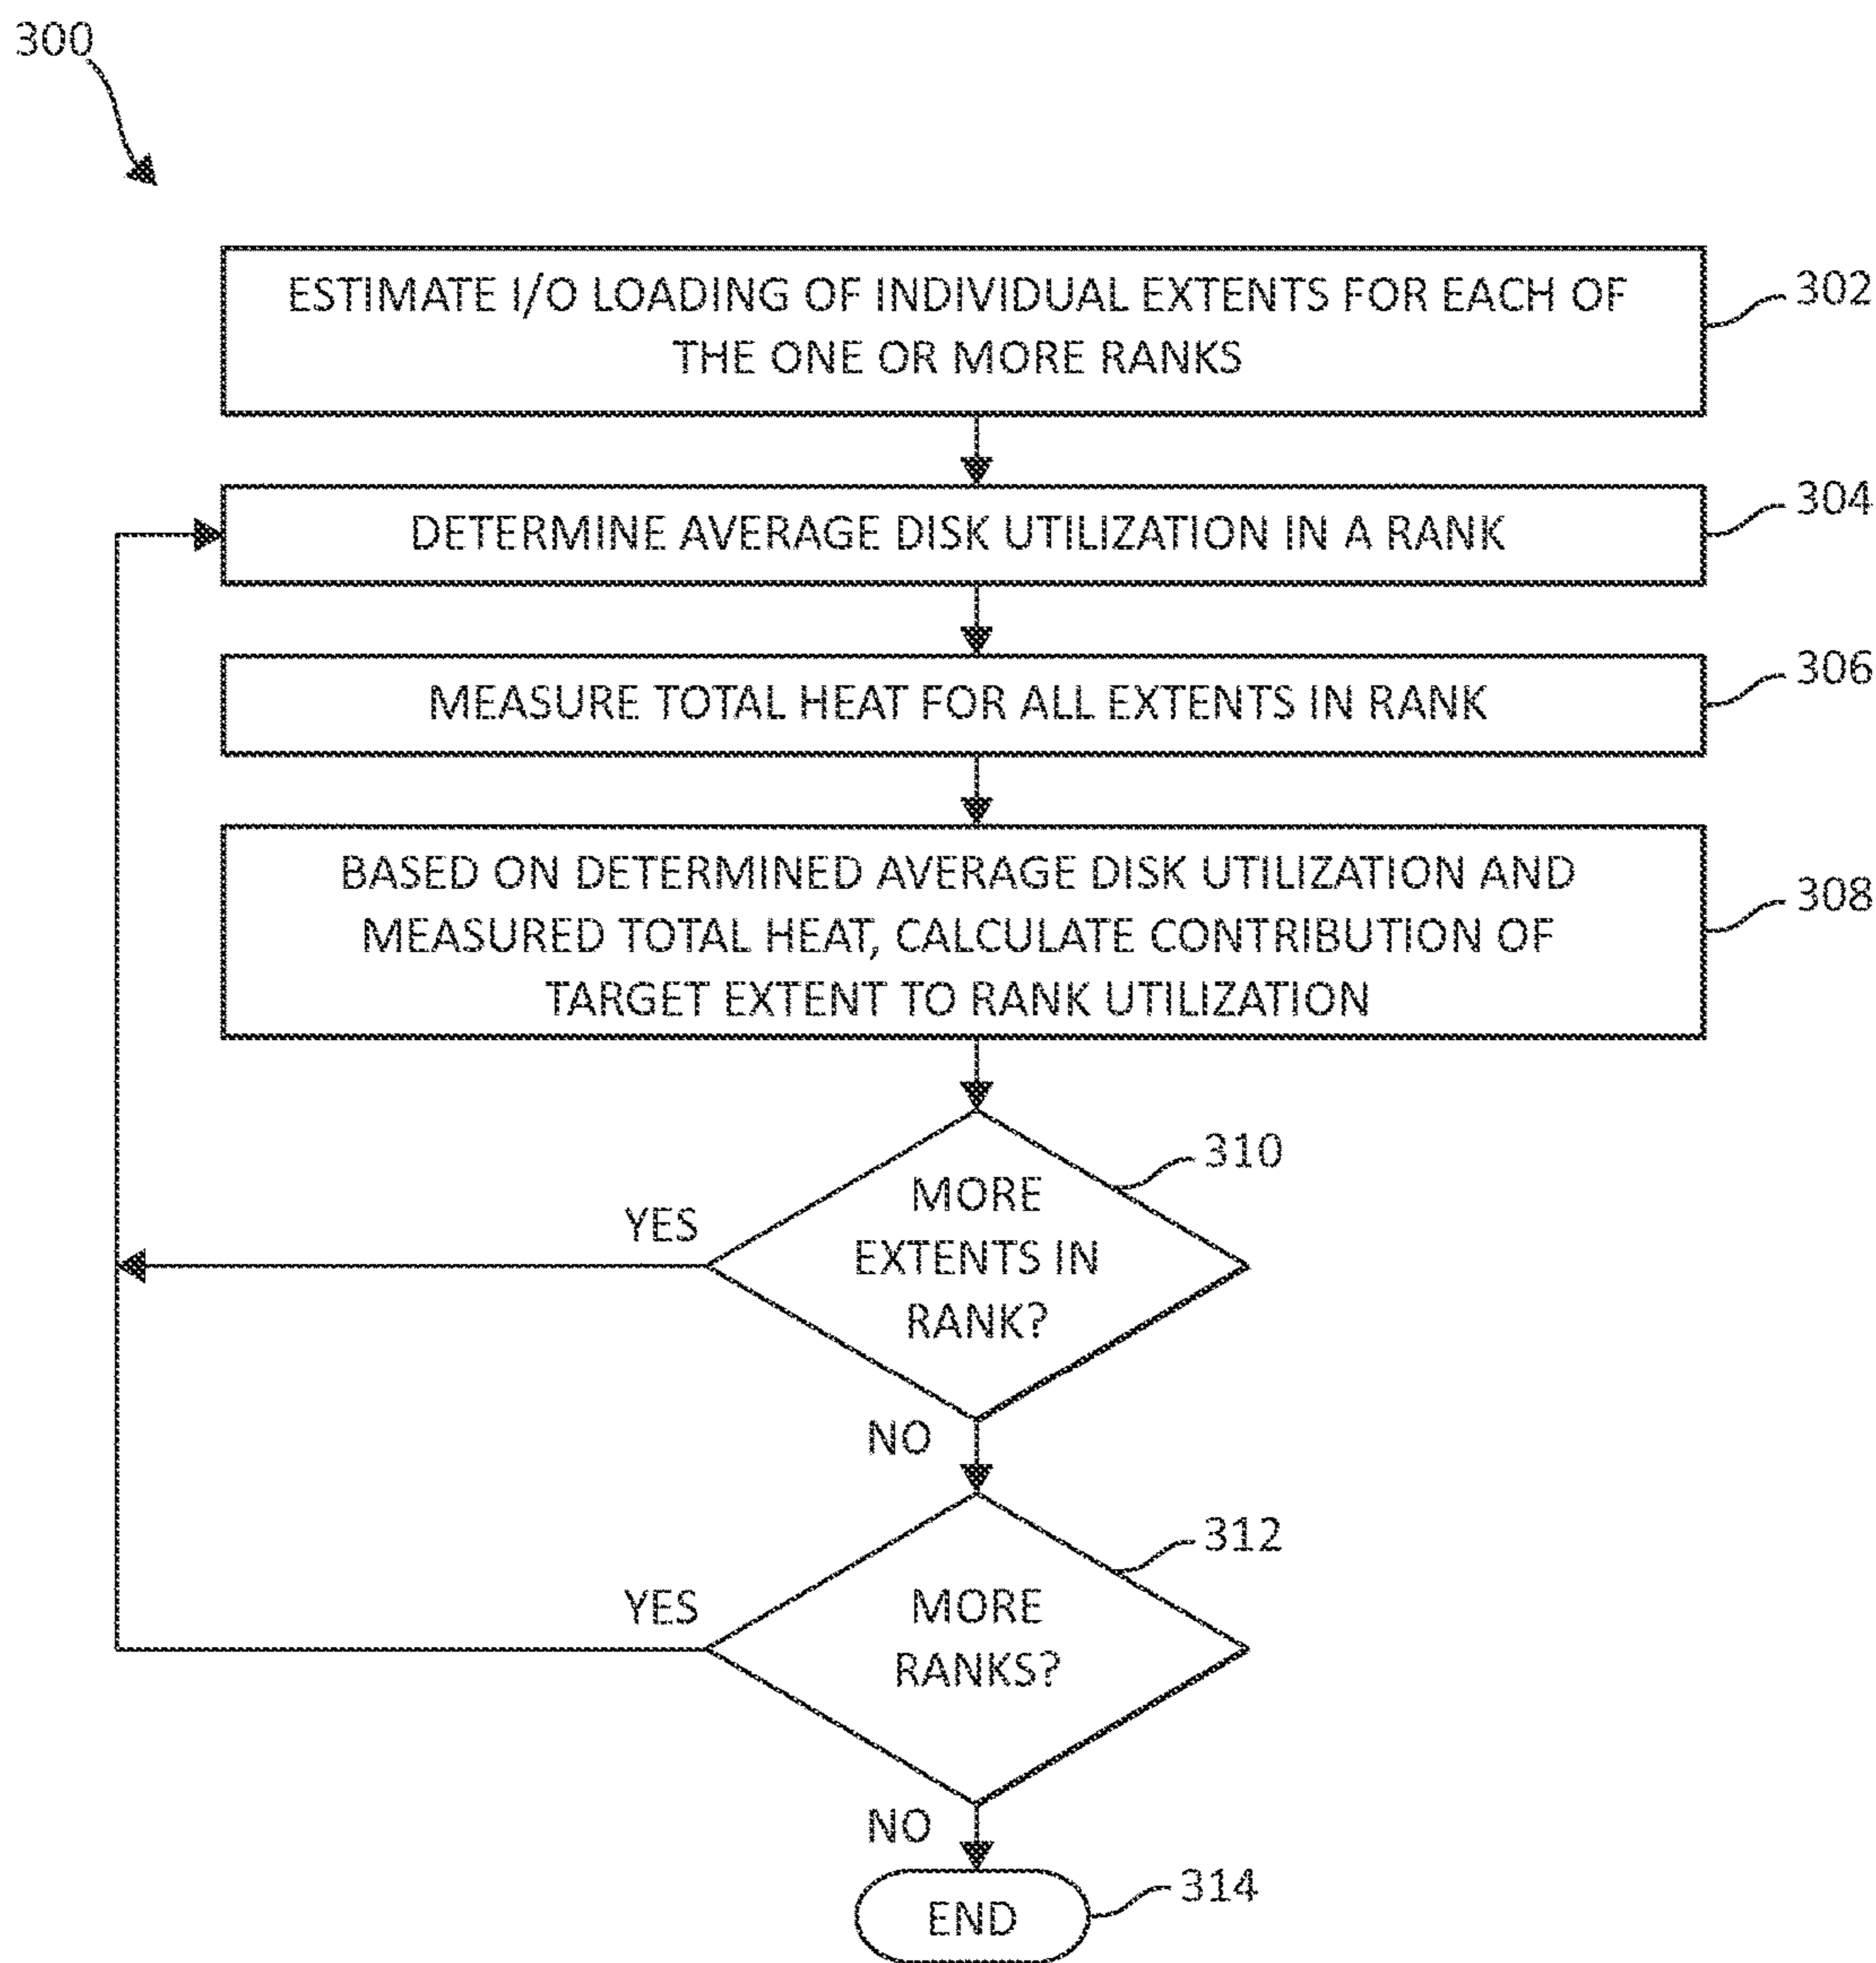 300
ESTIMATE I/O LOADING OF INDIVIDUAL EXTENTS FOR EACH OF
THE ONE OR MORE RANKS
302
DETERMINE AVERAGE DISK UTILIZATION IN A RANK
304
MEASURE TOTAL HEAT FOR ALL EXTENTS IN RANK
306
BASED ON DETERMINED AVERAGE DISK UTILIZATION AND
MEASURED TOTAL HEAT, CALCULATE CONTRIBUTION OF
TARGET EXTENT TO RANK UTILIZATION
308
310
MORE
EXTENTS IN
RANK?
YES
NO
312
MORE
RANKS?
YES
NO
END
314